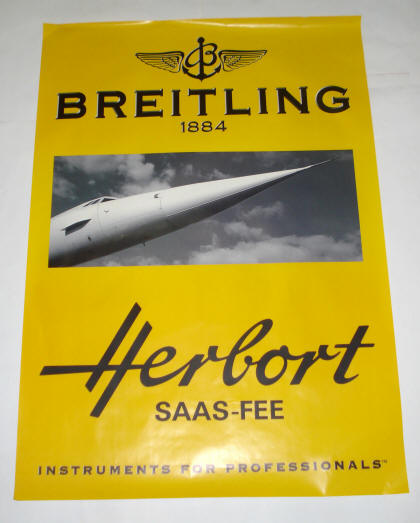 B
BREITLING
1884
Herbort
SAAS-FEE
INSTRUMENTS FOR PROFESSIONALS™